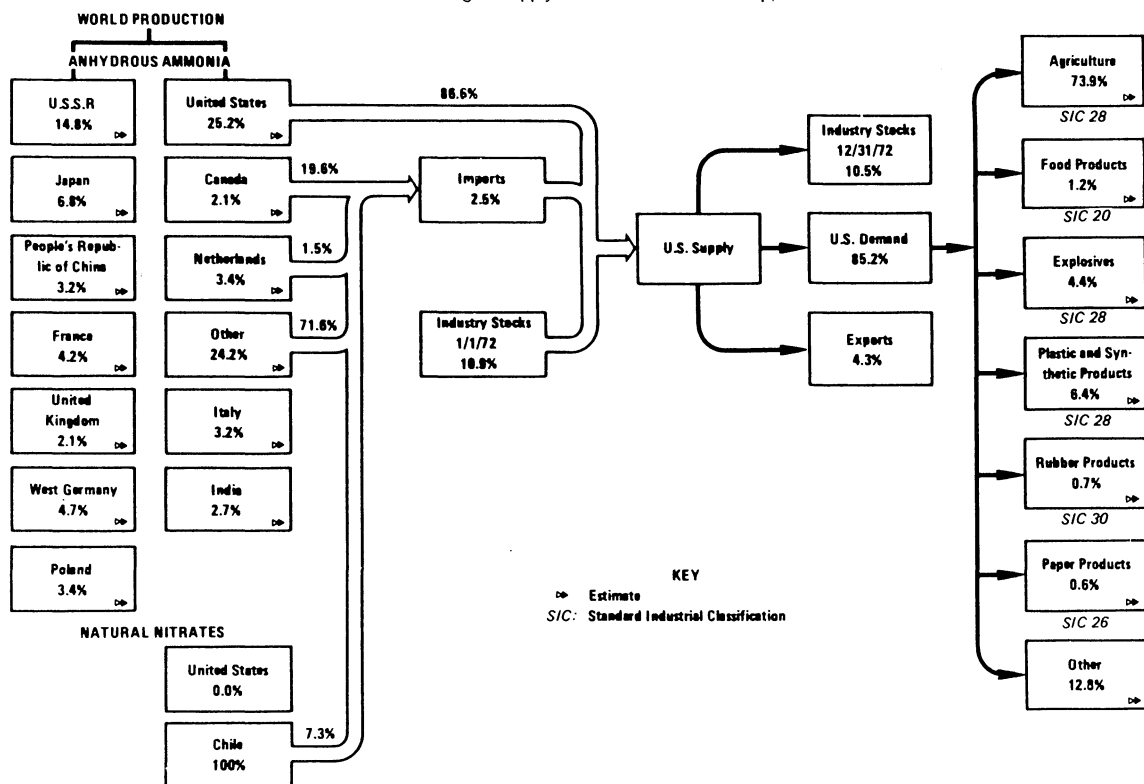 WORLD PRODUCTION
ANHYDROUS AMMONIA
U.S.S.R
14.8%
Japan
6.8%
People's Repub-
lic of China
3.2%
France
4.2%
United
Kingdom
2.1%
West Germany
4.7%
Poland
3.4%
United States
25.2%
Canada
2.1%
Netherlands
3.4%
Other
24.2%
Italy
3.2%
India
2.7%
NATURAL NITRATES
United States
0.0%
Chile
100%
86.6%
19.6%
1.5%
71.6%
7.3%
Imports
2.5%
Industry Stocks
1/1/72
10.9%
U.S. Supply
Industry Stocks
12/31/72
10.5%
U.S. Demand
85.2%
Exports
4.3%
Agriculture
73.9%
SIC 28
Food Products
1.2%
SIC 20
Explosives
4.4%
SIC 28
Plastic and Syn-
thetic Products
6.4%
SIC 28
Rubber Products
0.7%
SIC 30
Paper Products
0.6%
SIC 26
Other
12.8%
KEY
Estimate
SIC: Standard Industrial Classification